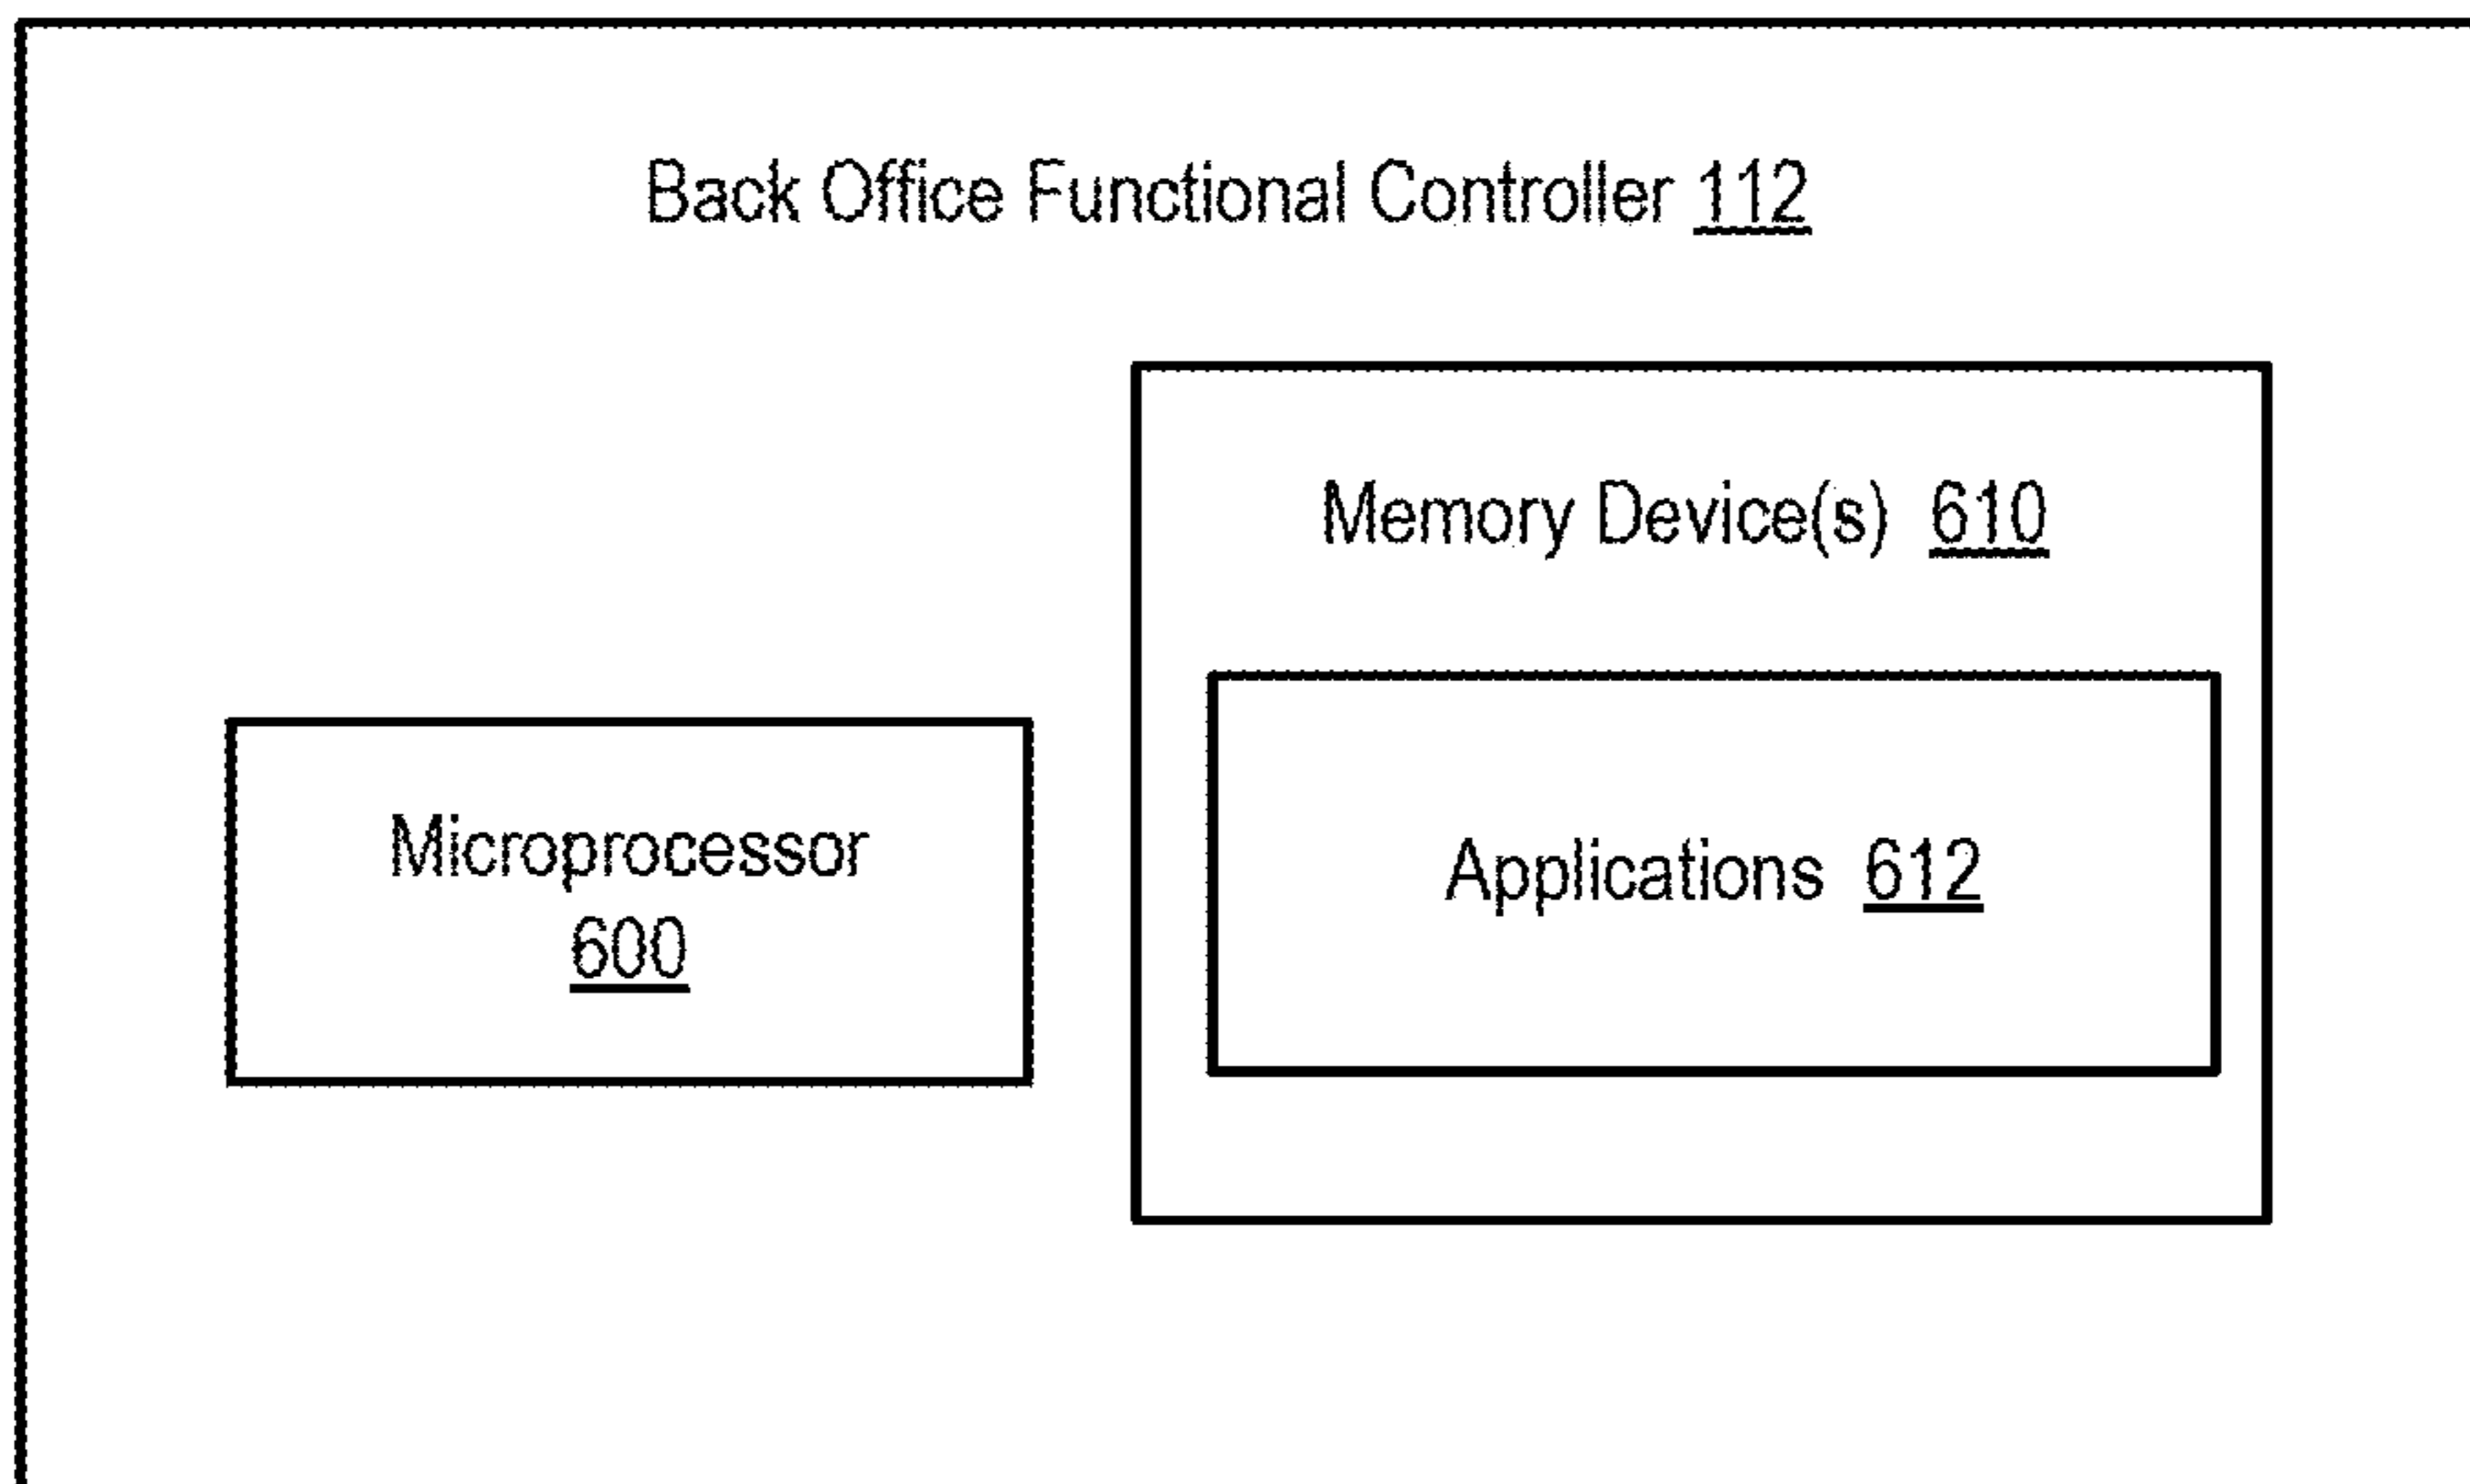 Back Office Functional Controller 112
Memory Device(s) 610
Microprocessor
600
Applications 612